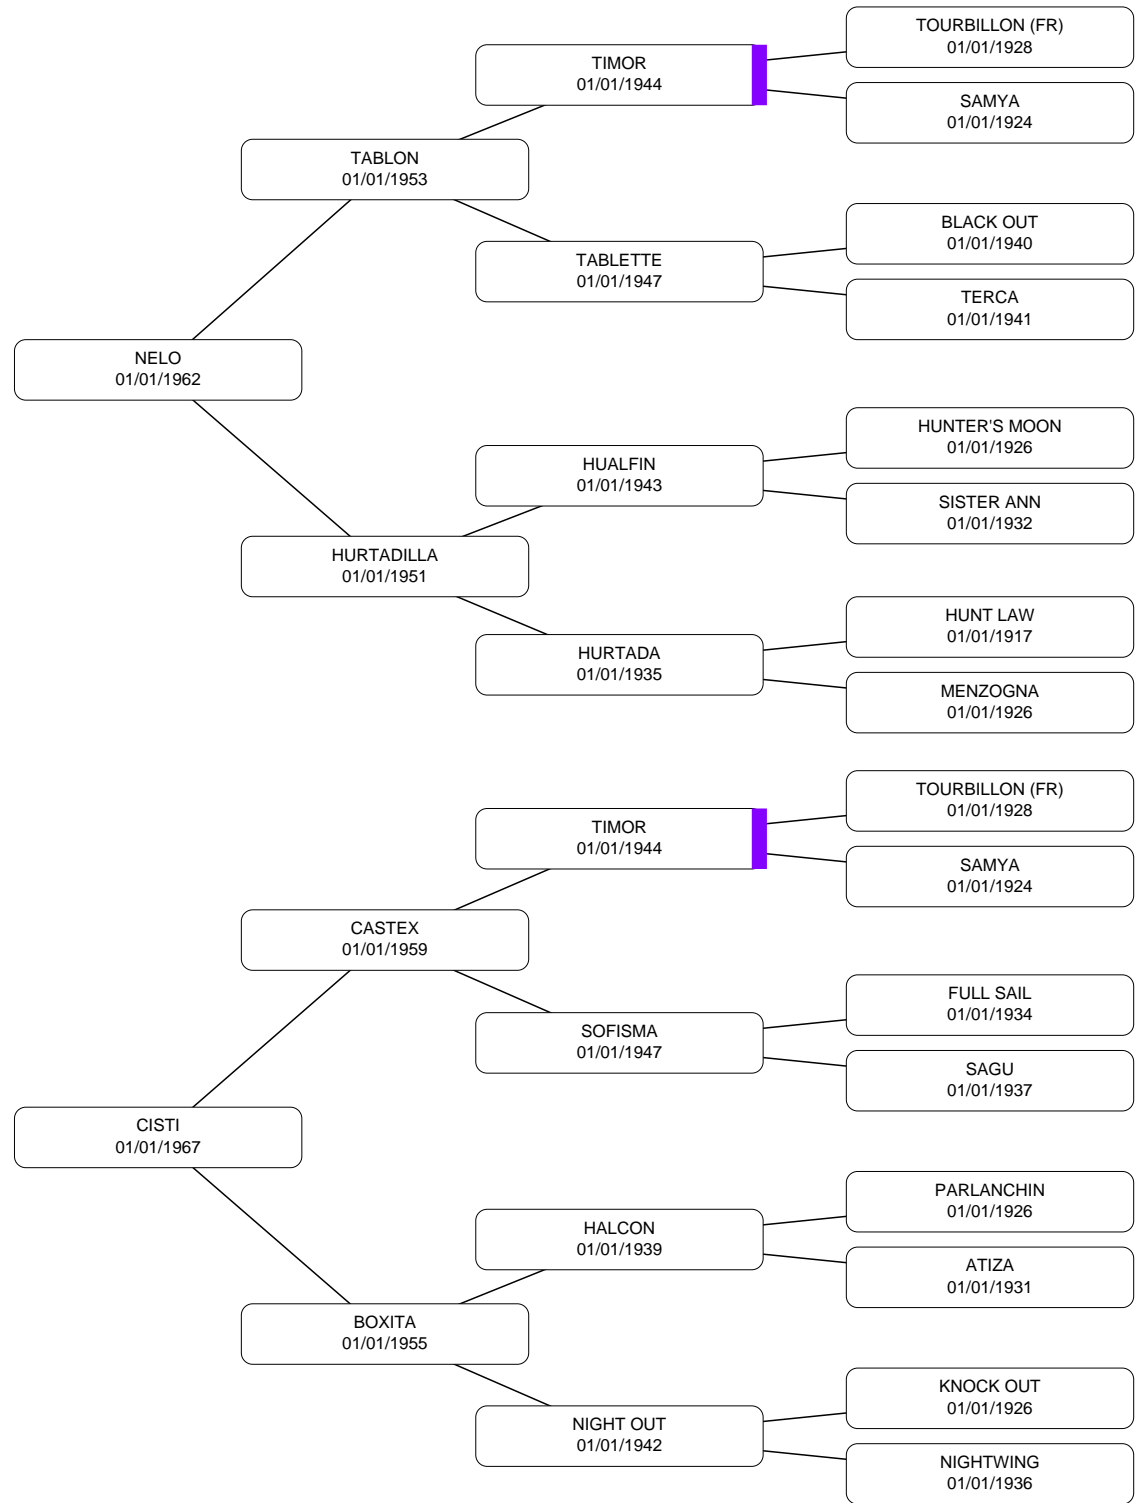 TOURBILLON (FR)
01/01/1928
TIMOR
01/01/1944
SAMYA
01/01/1924
TABLON
01/01/1953
BLACK OUT
01/01/1940
TABLETTE
01/01/1947
TERCA
01/01/1941
NELO
01/01/1962
HUNTER'S MOON
01/01/1926
HUALFIN
01/01/1943
SISTER ANN
01/01/1932
HURTADILLA
01/01/1951
HUNT LAW
01/01/1917
HURTADA
01/01/1935
MENZOGNA
01/01/1926
TOURBILLON (FR)
01/01/1928
TIMOR
01/01/1944
SAMYA
01/01/1924
CASTEX
01/01/1959
FULL SAIL
01/01/1934
SOFISMA
01/01/1947
SAGU
01/01/1937
CISTI
01/01/1967
PARLANCHIN
01/01/1926
HALCON
01/01/1939
ATIZA
01/01/1931
BOXITA
01/01/1955
KNOCK OUT
01/01/1926
NIGHT OUT
01/01/1942
NIGHTWING
01/01/1936